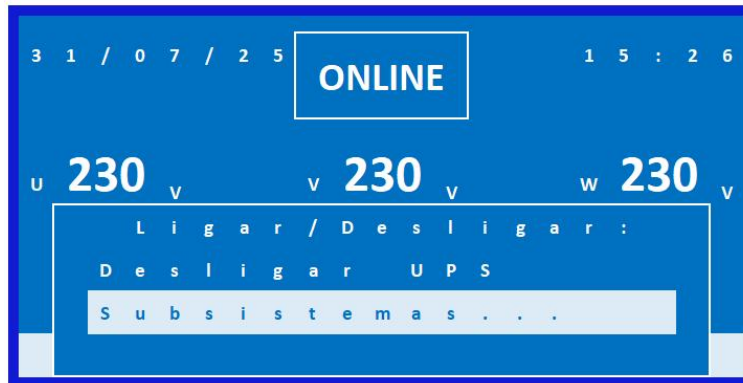 31/07/25 ONLINE 15:26
U 230 V V 230 V W 230 V
Ligar/Desligar:
Desligar UPS
Subsistemas...